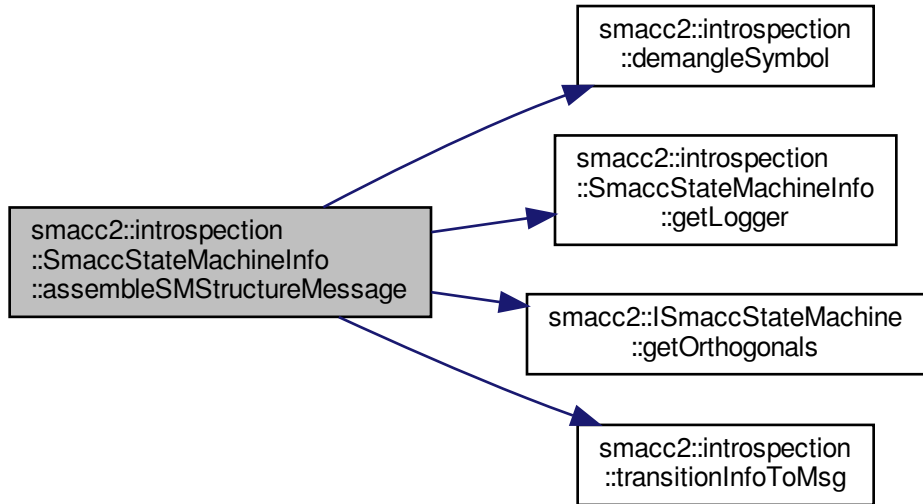 smacc2::introspection
::SmaccStateMachineInfo
::assembleSMStructureMessage
smacc2::introspection
::demangleSymbol
smacc2::introspection
::SmaccStateMachineInfo
::getLogger
smacc2::ISmaccStateMachine
::getOrthogonals
smacc2::introspection
::transitionInfoToMsg